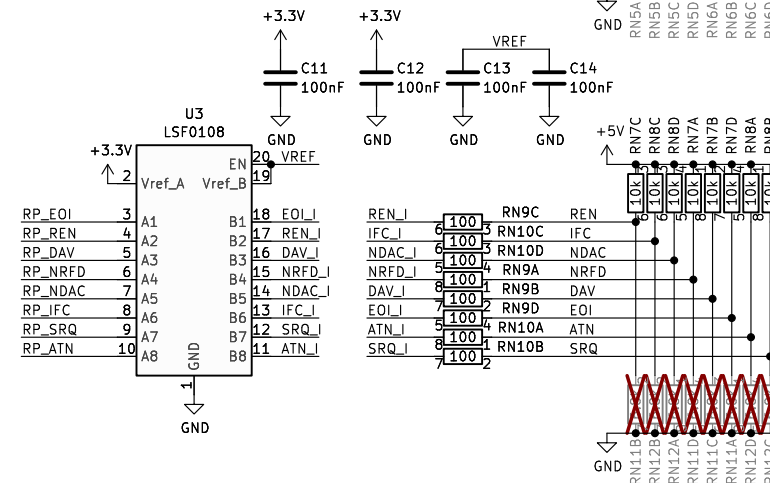 +3.3V
+3.3V
VREF
C11
100nF
C12
100nF
C13
100nF
C14
100nF
GND
GND
GND
GND
GND
RN5A
RN5B
RN5C
RN5D
RN6A
RN6B
RN6C
U3
LSF0108
+3.3V
2 Vref_A
EN 20 VREF
Vref_B 19
RP_EOI 3 A1 B1 18 EOI_I
RP_REN 4 A2 B2 17 REN_I
RP_DAV 5 A3 B3 16 DAV_I
RP_NRFD 6 A4 B4 15 NRFD_I
RP_NDAC 7 A5 B5 14 NDAC_I
RP_IFC 8 A6 B6 13 IFC_I
RP_SRQ 9 A7 B7 12 SRQ_I
RP_ATN 10 A8 B8 11 ATN_I
GND
1
GND
REN_I 6 100 3 RN9C REN
IFC_I 6 100 3 RN10C IFC
NDAC_I 5 100 4 RN10D NDAC
NRFD_I 8 100 1 RN9A NRFD
DAV_I 7 100 2 RN9B DAV
EOI_I 5 100 4 RN9D EOI
ATN_I 8 100 1 RN10A ATN
SRQ_I 7 100 2 RN10B SRQ
+5V
RN7C
RN8C
RN8D
RN7A
RN7B
RN7D
RN8A
RN8B
10k
10k
10k
10k
10k
10k
10k
GND
RN11B
RN12B
RN12A
RN11D
RN11C
RN11A
RN12D
RN12C